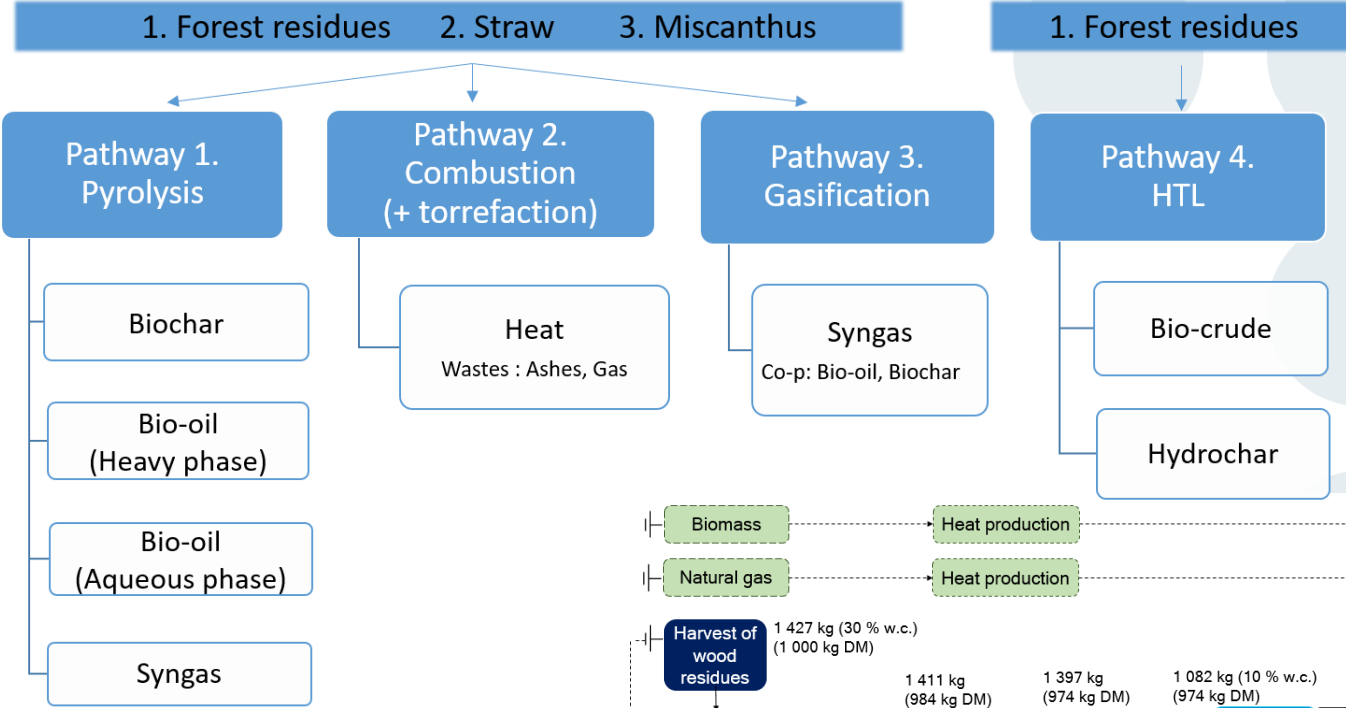 1. Forest residues 2. Straw 3. Miscanthus
1. Forest residues
Pathway 1.
Pyrolysis
Pathway 2.
Combustion
(+ torrefaction)
Pathway 3.
Gasification
Pathway 4.
HTL
Biochar
Bio-oil
(Heavy phase)
Bio-oil
(Aqueous phase)
Syngas
Heat
Wastes : Ashes, Gas
Syngas
Co-p: Bio-oil, Biochar
Bio-crude
Hydrochar
Biomass
Heat production
Natural gas
Heat production
Harvest of
wood
residues
1 427 kg (30 % w.c.)
(1 000 kg DM)
1 411 kg
(984 kg DM)
1 397 kg
(974 kg DM)
1 082 kg (10 % w.c.)
(974 kg DM)